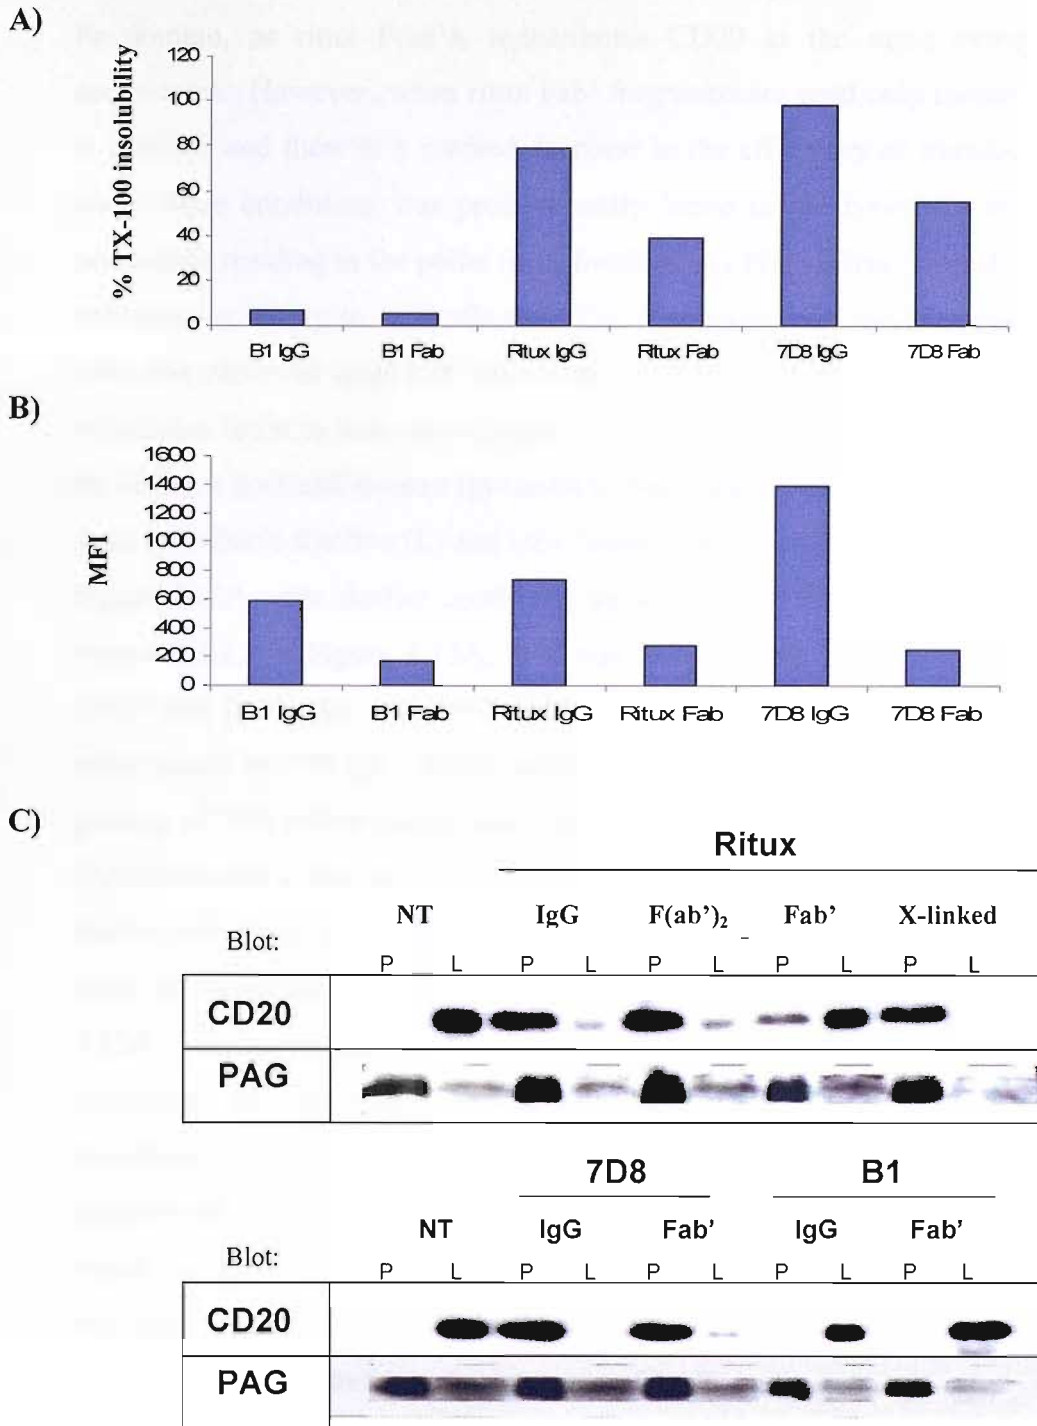 A)
% TX-100 insolubility
120
100
80
60
40
20
0
B1 IgG B1 Fab Ritux IgG Ritux Fab 7D8 IgG 7D8 Fab
B)
MFI
1600
1400
1200
1000
800
600
400
200
0
B1 IgG B1 Fab Ritux IgG Ritux Fab 7D8 IgG 7D8 Fab
C)
Ritux
NT IgG F(ab')₂ Fab' X-linked
Blot:
P L P L P L P L P L
CD20
PAG
7D8 B1
NT IgG Fab' IgG Fab'
Blot:
P L P L P L P L P L
CD20
PAG